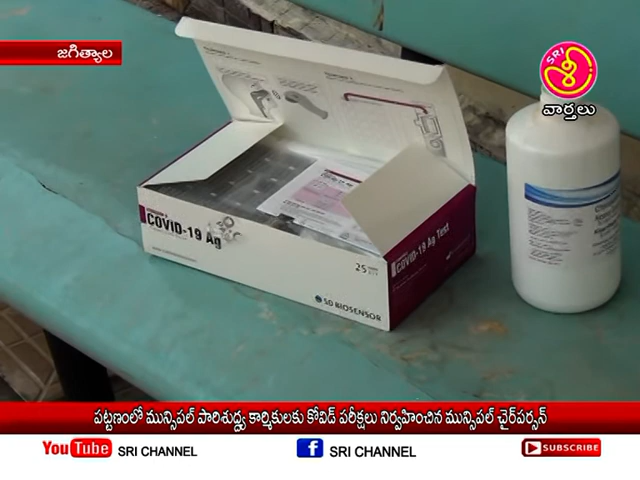 జగిత్యాల
SRI
శ్రీ
వార్తలు
COVID-19 Ag
COVID-19 Ag Test
25
SD BIOSENSOR
పట్టణంలో మున్సిపల్ పారిశుద్ధ్య కార్మికులకు కోవిడ్ పరీక్షలు నిర్వహించిన మున్సిపల్ చైర్‌పర్సన్
YouTube SRI CHANNEL f SRI CHANNEL SUBSCRIBE